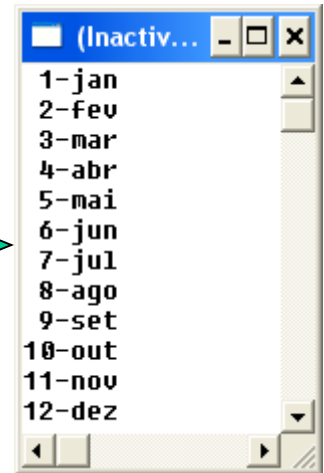 (Inactiv...
1-jan
2-fev
3-mar
4-abr
5-mai
6-jun
7-jul
8-ago
9-set
10-out
11-nov
12-dez